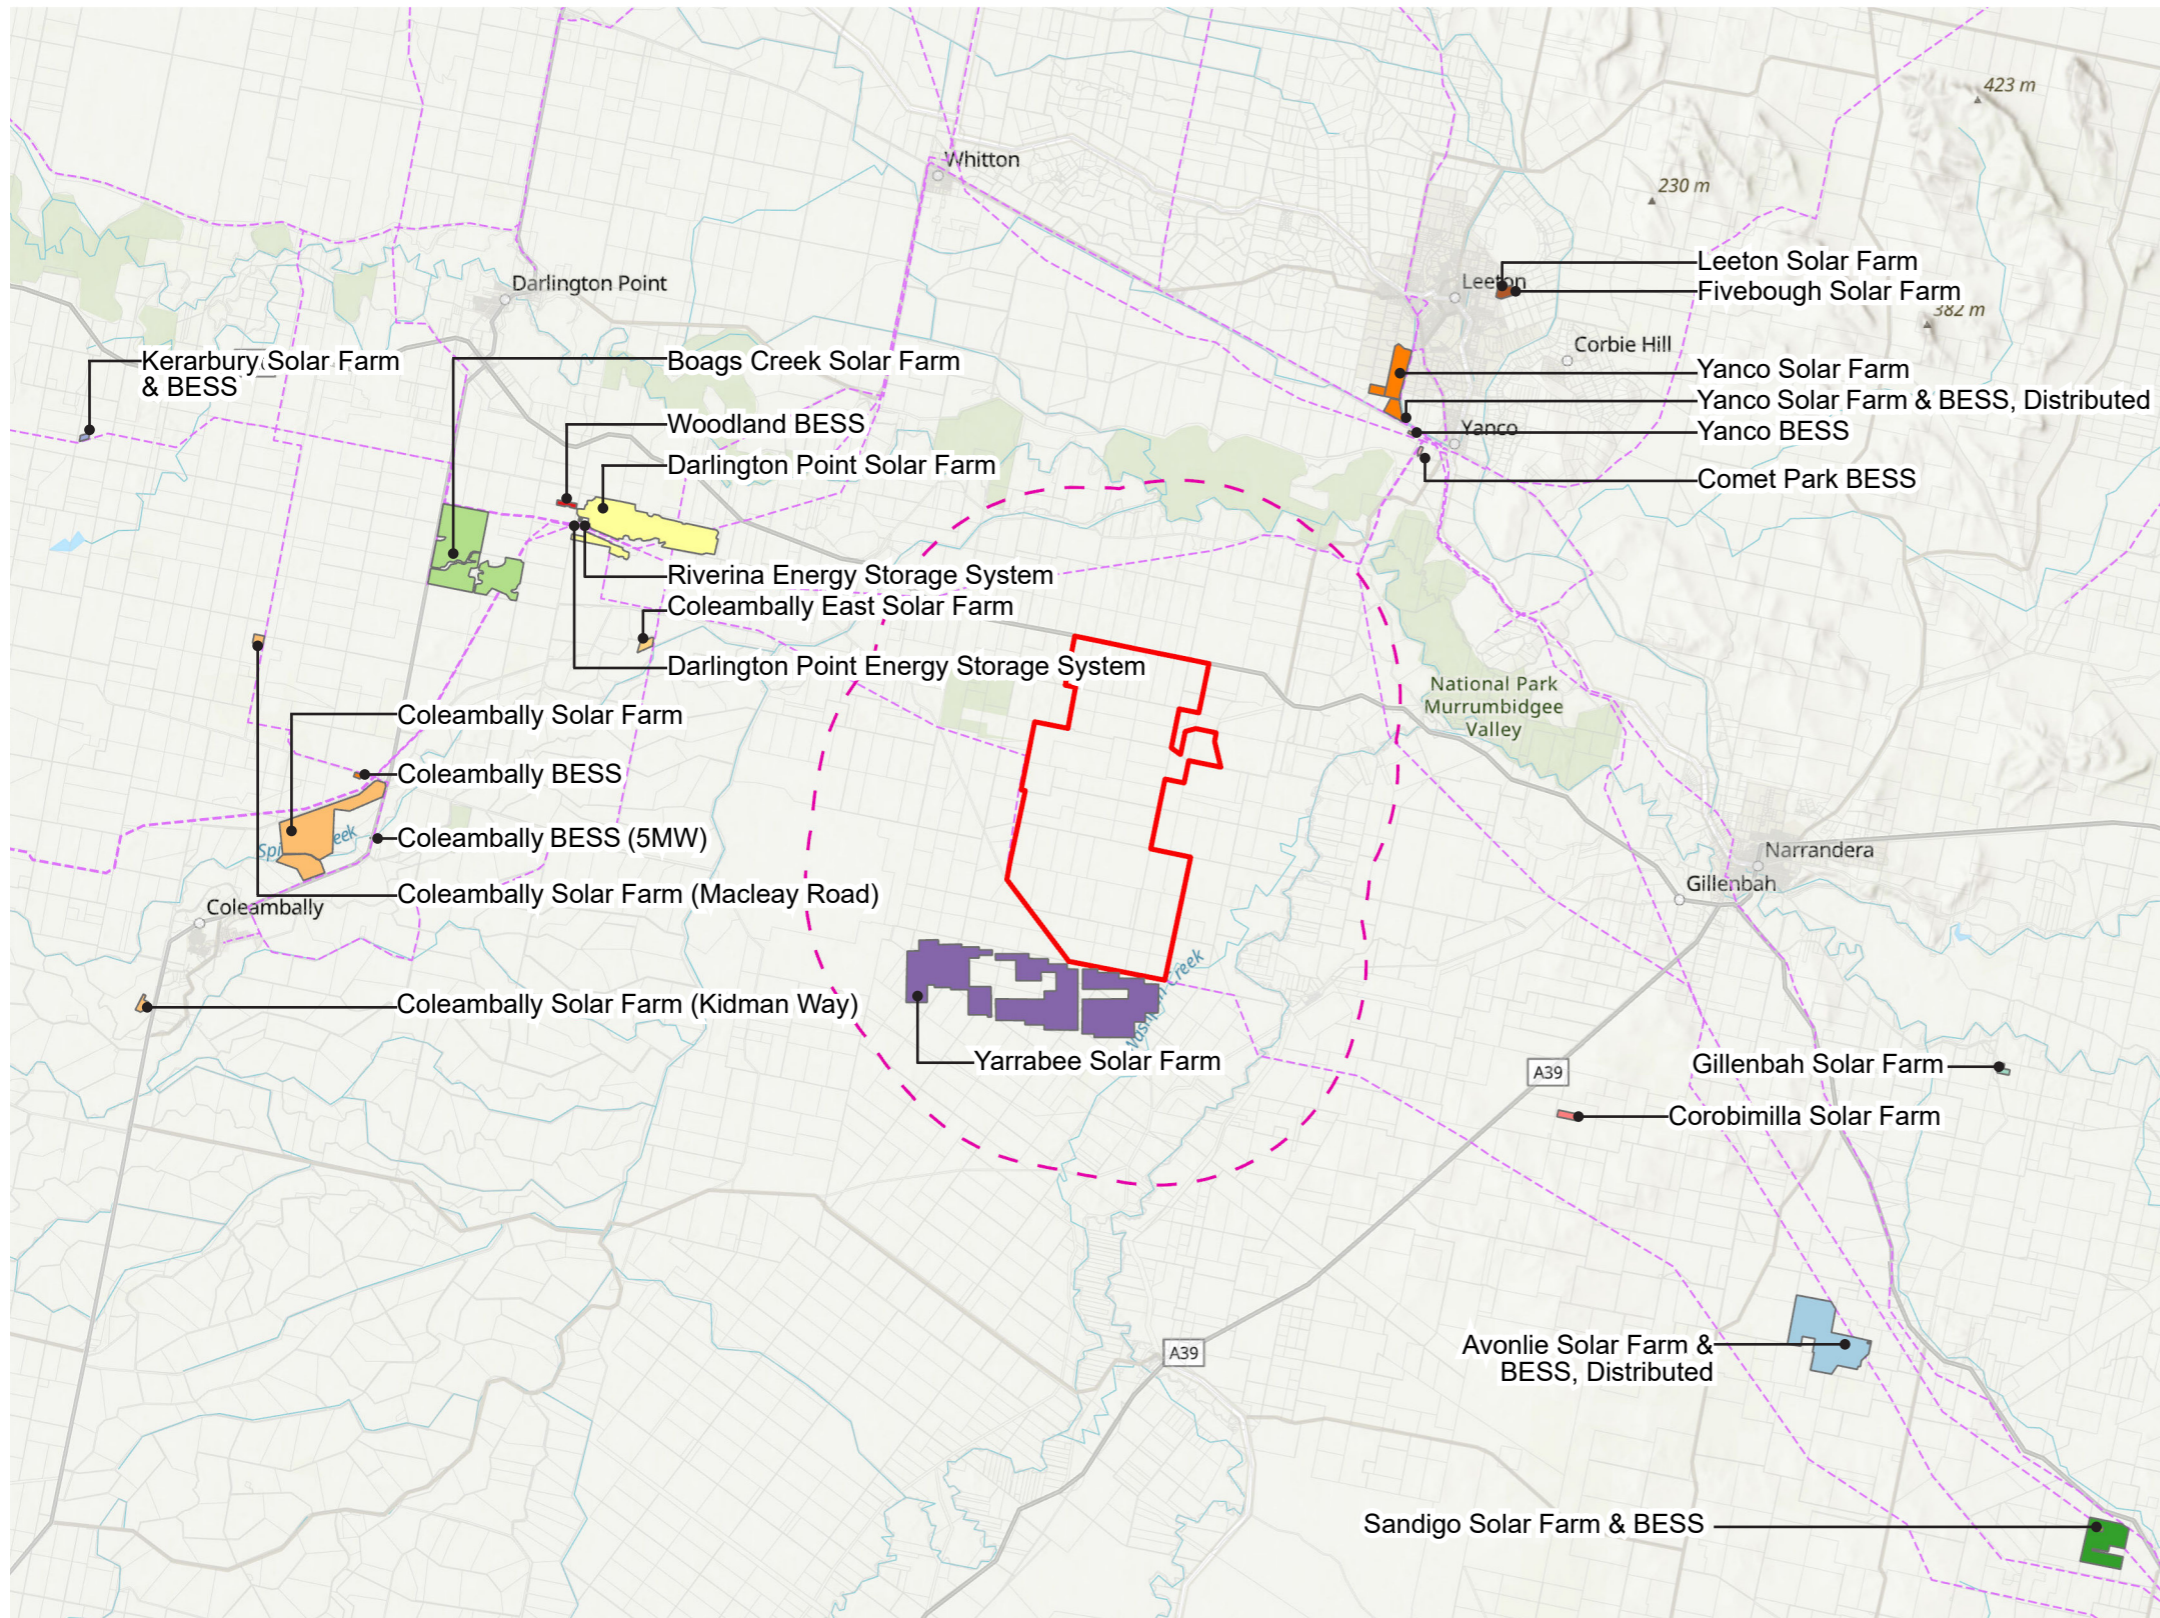 423 m
Whitton
230 m
Leeton Solar Farm
Leeton
Darlington Point
Fivebough Solar Farm
382 m
Corbie Hill
Kerarbury Solar Farm
& BESS
Boags Creek Solar Farm
Yanco Solar Farm
Yanco Solar Farm & BESS, Distributed
Woodland BESS
Yanco
Yanco BESS
Darlington Point Solar Farm
Comet Park BESS
Riverina Energy Storage System
Coleambally East Solar Farm
Darlington Point Energy Storage System
National Park
Murrumbidgee
Valley
Coleambally Solar Farm
Coleambally BESS
Coleambally BESS (5MW)
Narrandera
Gillenbah
Coleambally Solar Farm (Macleay Road)
Coleambally
Creek
Coleambally Solar Farm (Kidman Way)
Yarrabee Solar Farm
Gillenbah Solar Farm
A39
Corobimilla Solar Farm
Avonlie Solar Farm &
BESS, Distributed
A39
Sandigo Solar Farm & BESS